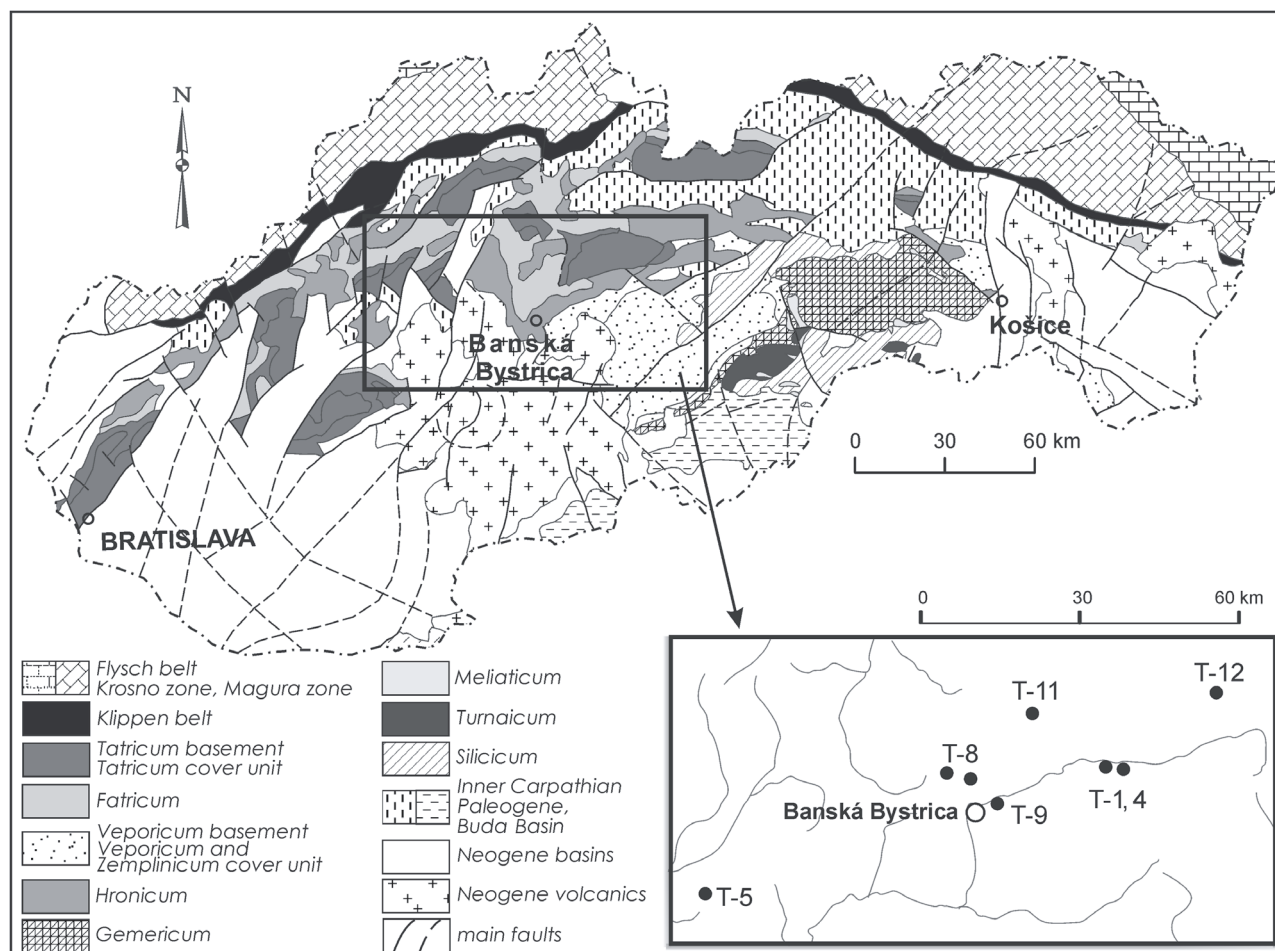 N
Banská
Bystrica
Košice
BRATISLAVA
0 30 60 km
0 30 60 km
Flysch belt
Krosno zone, Magura zone
Klippen belt
Tatricum basement
Tatricum cover unit
Fatricum
Veporicum basement
Veporicum and
Zemplinicum cover unit
Hronicum
Gemericum
Meliaticum
Turnaicum
Silicicum
Inner Carpathian
Paleogene,
Buda Basin
Neogene basins
Neogene volcanics
main faults
T-12
T-11
T-8
T-1, 4
Banská Bystrica
T-9
T-5